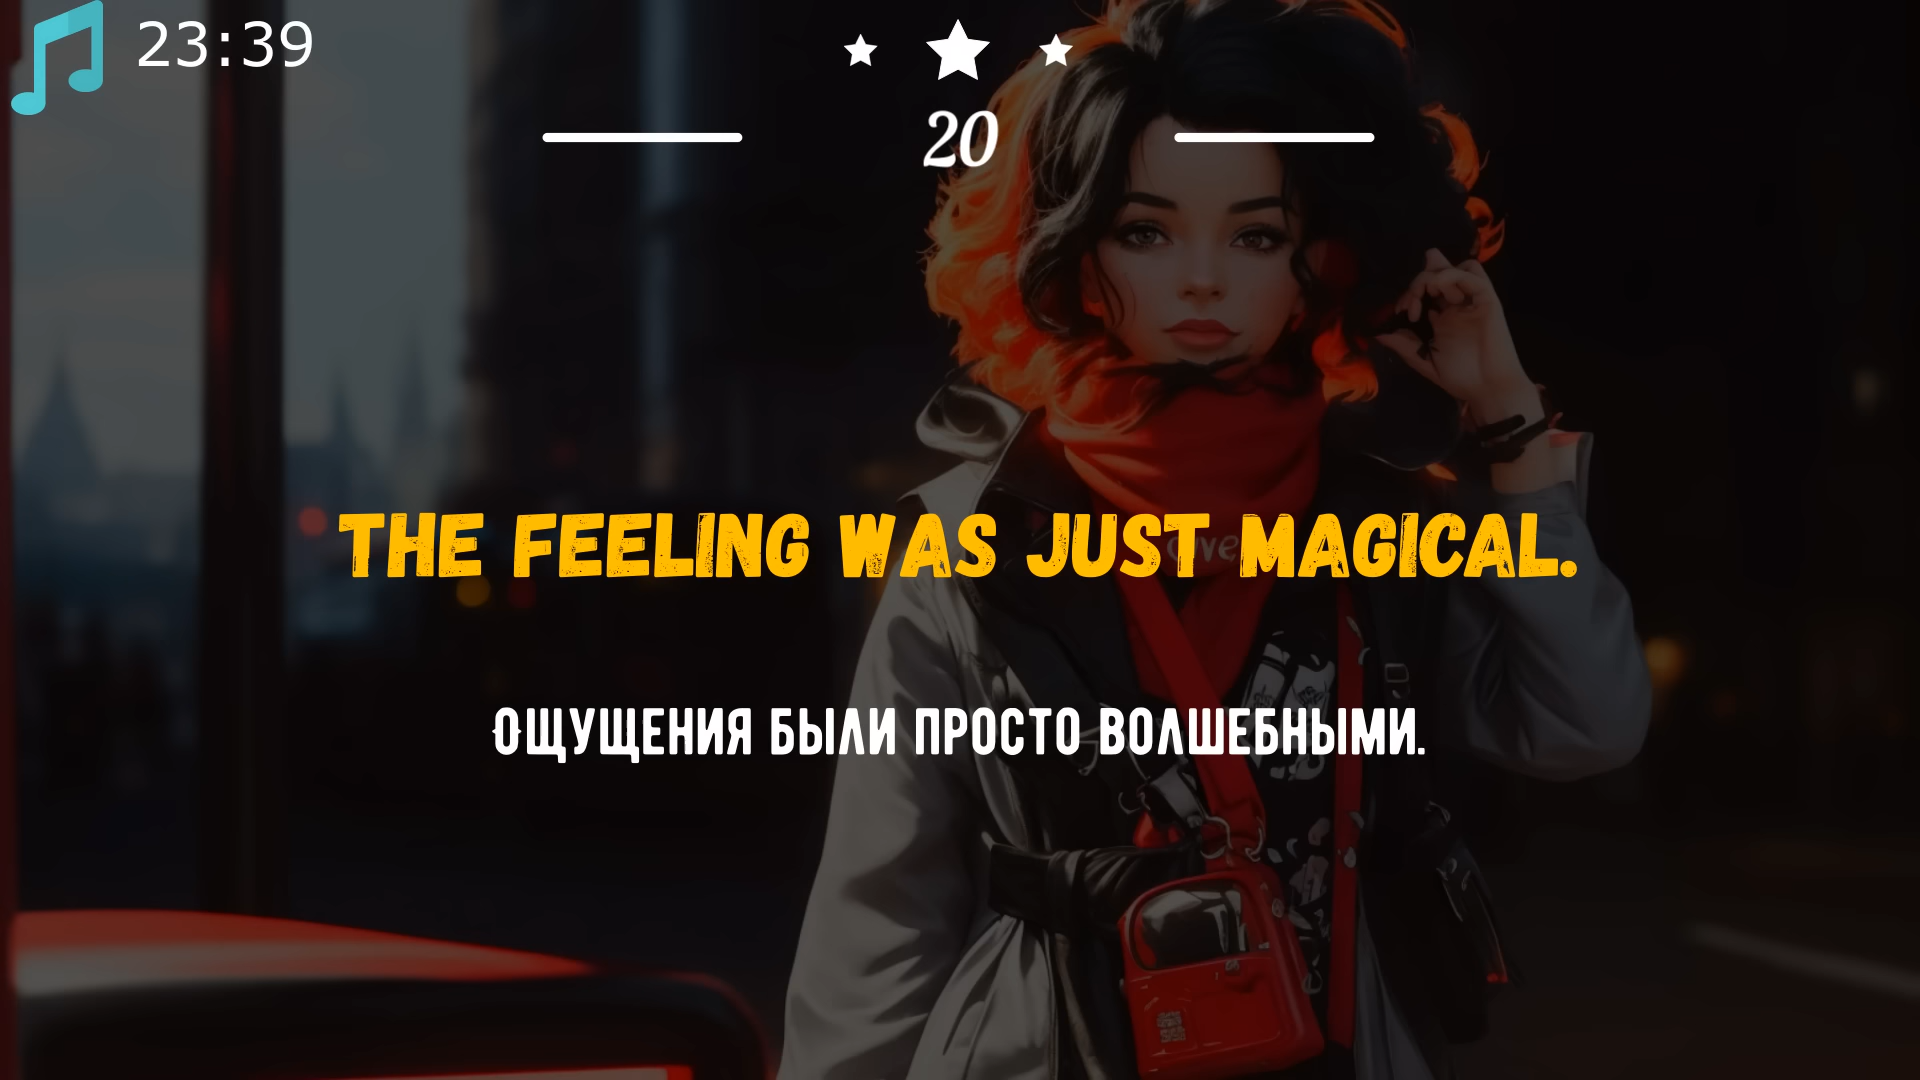 23:39
20
THE FEELING WAS JUST MAGICAL.
ОЩУЩЕНИЯ БЫЛИ ПРОСТО ВОЛШЕБНЫМИ.